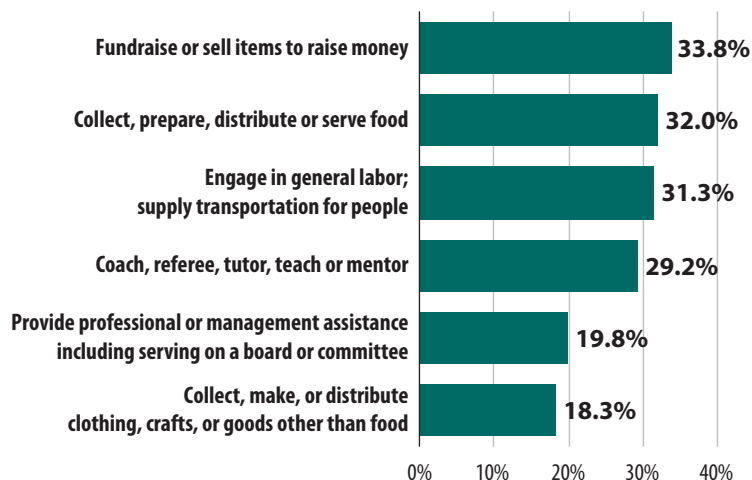 Fundraise or sell items to raise money
33.8%
Collect, prepare, distribute or serve food
32.0%
Engage in general labor;
supply transportation for people
31.3%
Coach, referee, tutor, teach or mentor
29.2%
Provide professional or management assistance
including serving on a board or committee
19.8%
Collect, make, or distribute
clothing, crafts, or goods other than food
18.3%
0% 10% 20% 30% 40%